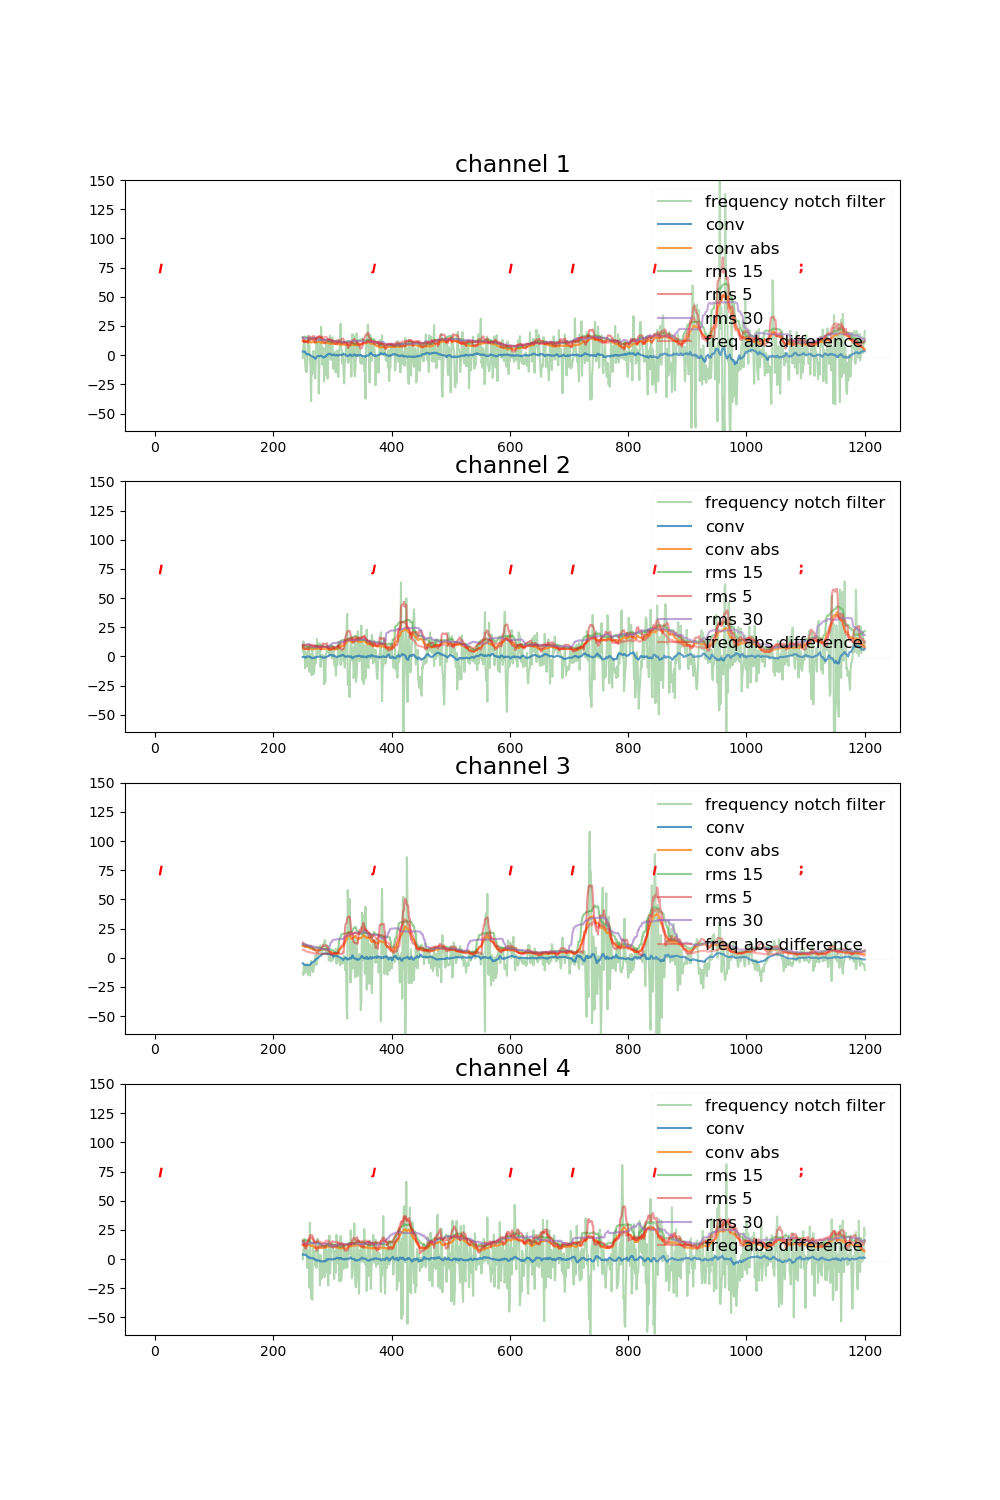 channel 1
150
125
100
75
50
25
0
−25
−50
frequency notch filter
conv
conv abs
rms 15
rms 5
rms 30
freq abs difference
0 200 400 600 800 1000 1200
channel 2
150
125
100
75
50
25
0
−25
−50
frequency notch filter
conv
conv abs
rms 15
rms 5
rms 30
freq abs difference
0 200 400 600 800 1000 1200
channel 3
150
125
100
75
50
25
0
−25
−50
frequency notch filter
conv
conv abs
rms 15
rms 5
rms 30
freq abs difference
0 200 400 600 800 1000 1200
channel 4
150
125
100
75
50
25
0
−25
−50
frequency notch filter
conv
conv abs
rms 15
rms 5
rms 30
freq abs difference
0 200 400 600 800 1000 1200